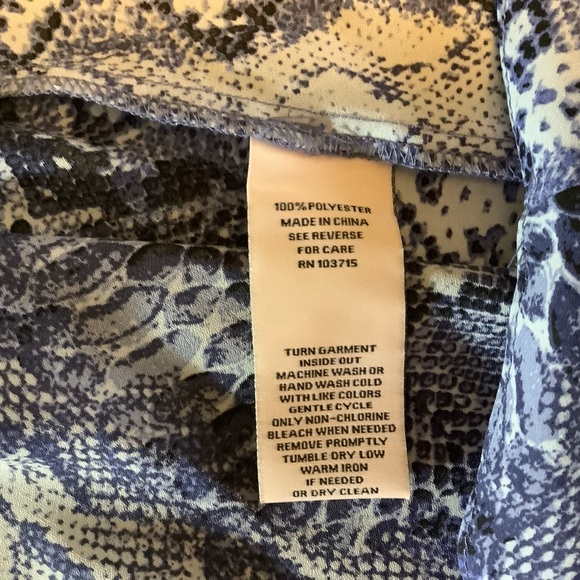 100% POLYESTER
MADE IN CHINA
SEE REVERSE
FOR CARE
RN 103715
TURN GARMENT
INSIDE OUT
MACHINE WASH OR
HAND WASH COLD
WITH LIKE COLORS
GENTLE CYCLE
ONLY NON-CHLORINE
BLEACH WHEN NEEDED
REMOVE PROMPTLY
TUMBLE DRY LOW
WARM IRON
IF NEEDED
OR DRY CLEAN